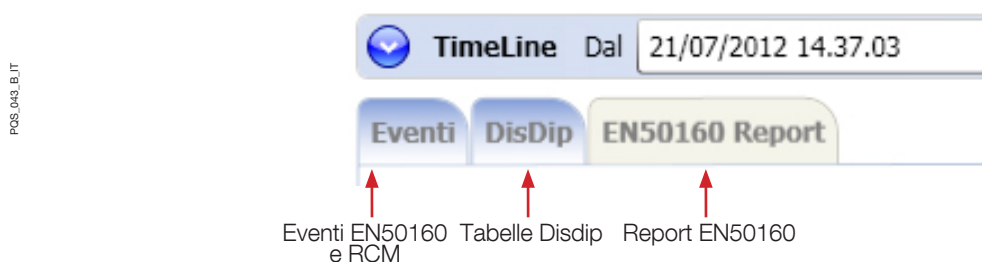 TimeLine Dal 21/07/2012 14.37.03
Eventi DisDip EN50160 Report
Eventi EN50160 Tabelle Disdip Report EN50160
e RCM
PQS_043_B_IT